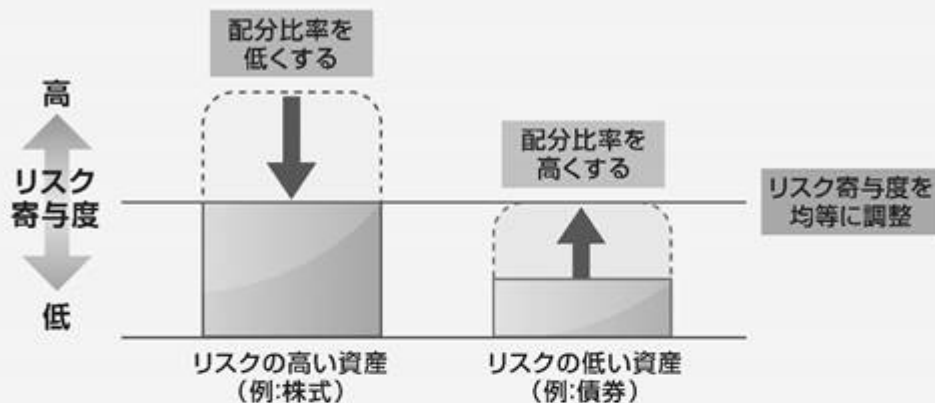 配分比率を
低くする
高
リスク
寄与度
低
配分比率を
高くする
リスク寄与度を
均等に調整
リスクの高い資産
(例:株式)
リスクの低い資産
(例:債券)